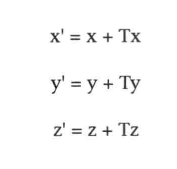 x' = x + Tx
y' = y + Ty
z' = z + Tz